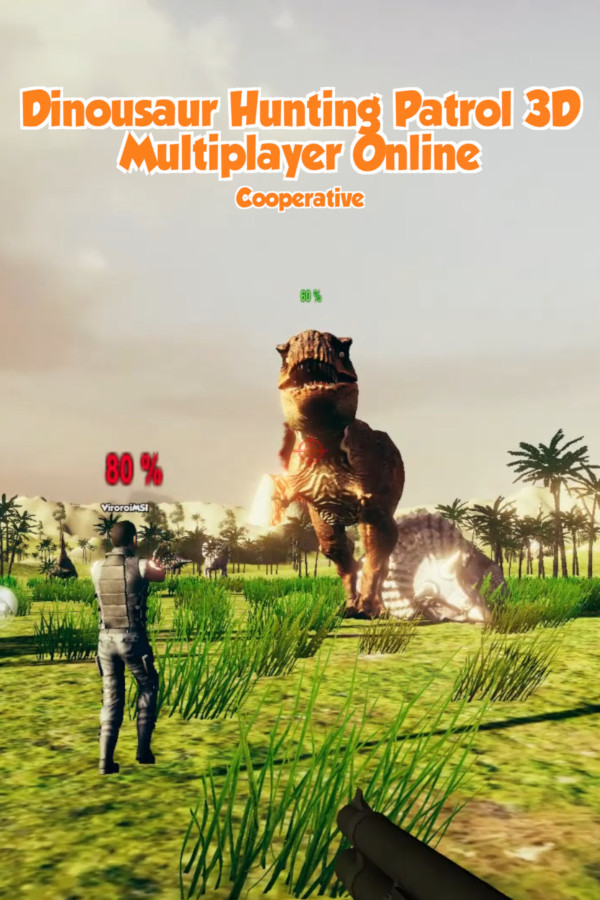 Dinousaur Hunting Patrol 3D
Multiplayer Online
Cooperative
80 %
80 %
ViroroiMSI